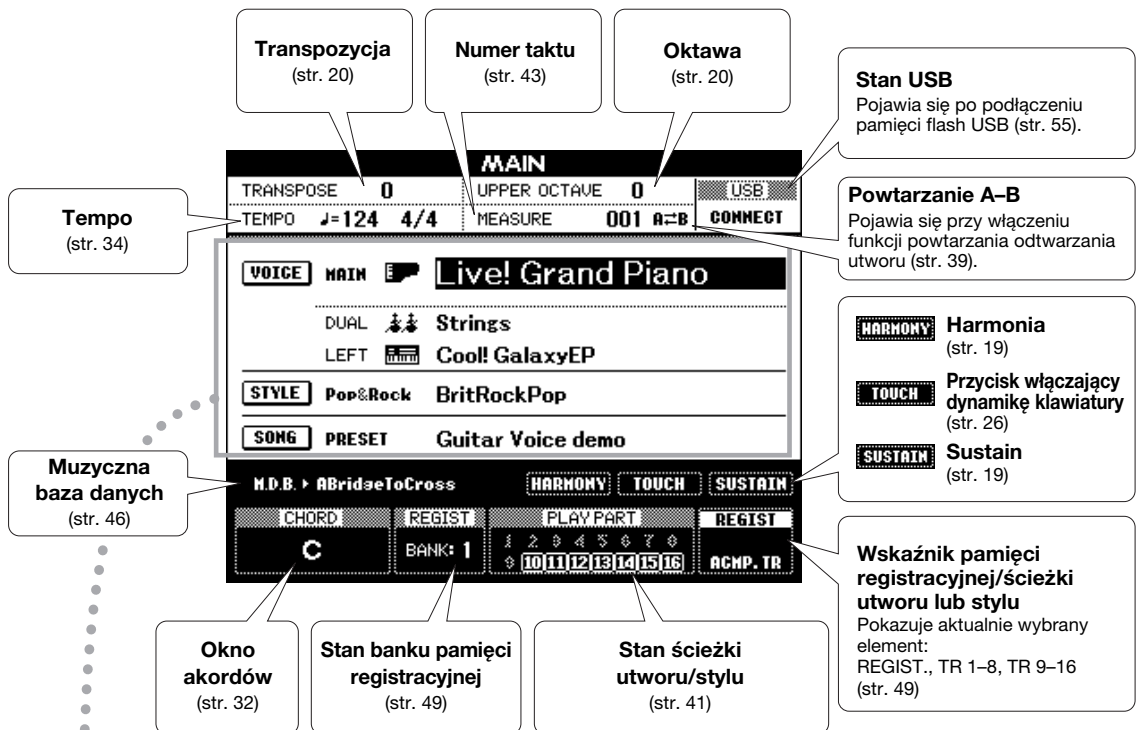 Transpozycja
(str. 20)
Numer taktu
(str. 43)
Oktawa
(str. 20)
Stan USB
Pojawia się po podłączeniu
pamięci flash USB (str. 55).
Tempo
(str. 34)
MAIN
TRANSPOSE 0 UPPER OCTAVE 0 USB
TEMPO ♩=124 4/4 MEASURE 001 A⇄B CONNECT
Powtarzanie A–B
Pojawia się przy włączeniu
funkcji powtarzania odtwarzania
utworu (str. 39).
VOICE MAIN Live! Grand Piano
DUAL Strings
LEFT Cool! GalaxyEP
STYLE Pop&Rock BritRockPop
SONG PRESET Guitar Voice demo
HARMONY Harmonia
(str. 19)
TOUCH Przycisk włączający
dynamikę klawiatury
(str. 26)
SUSTAIN Sustain
(str. 19)
Muzyczna
baza danych
(str. 46)
M.D.B. ▸ ABridgeToCross HARMONY TOUCH SUSTAIN
CHORD REGIST PLAY PART REGIST
C BANK: 1 1 2 3 4 5 6 7 8
9 10 11 12 13 14 15 16 ACMP. TR
Wskaźnik pamięci
registracyjnej/ścieżki
utworu lub stylu
Pokazuje aktualnie wybrany
element:
REGIST., TR 1–8, TR 9–16
(str. 49)
Okno
akordów
(str. 32)
Stan banku pamięci
registracyjnej
(str. 49)
Stan ścieżki
utworu/stylu
(str. 41)